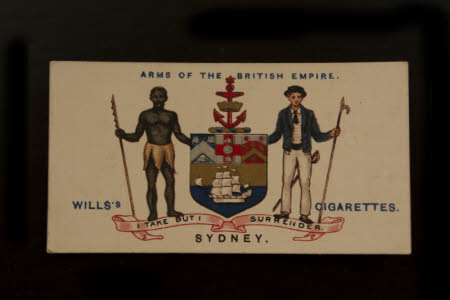 ARMS OF THE BRITISH EMPIRE.
WILLS'S CIGARETTES.
I TAKE BUT I SURRENDER.
SYDNEY.